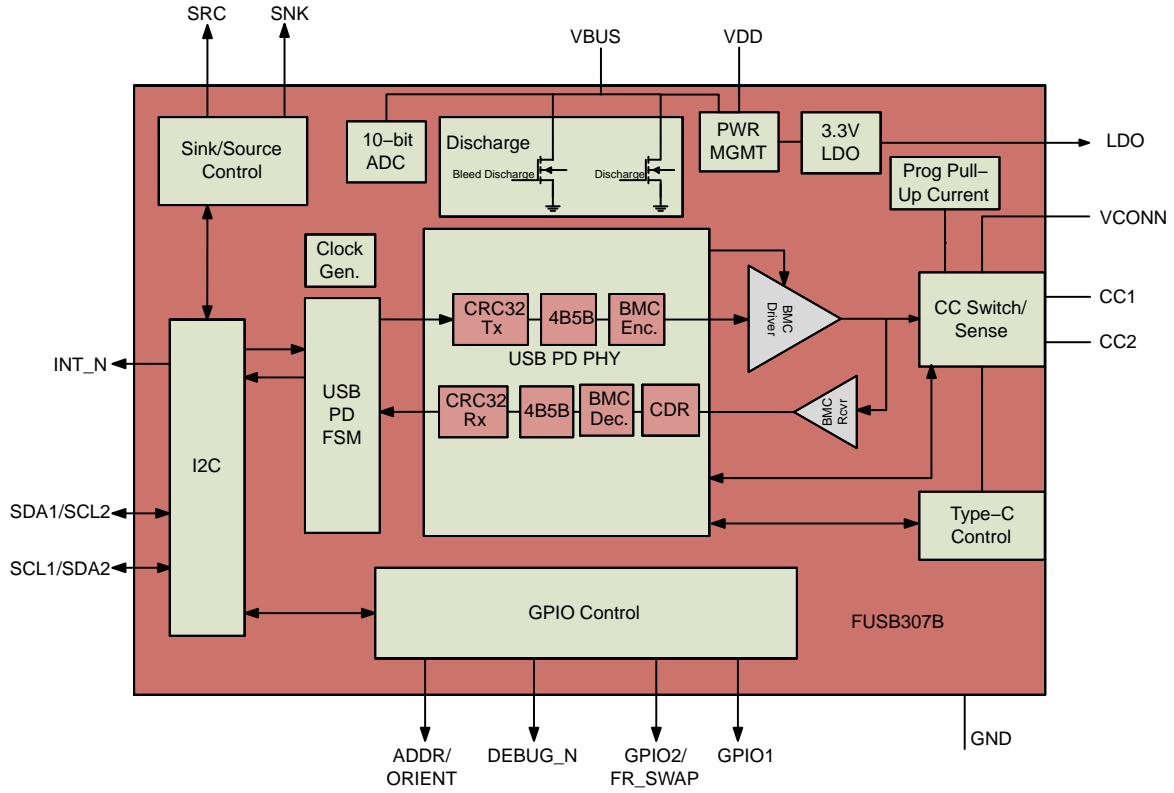 SRC
SNK
VBUS
VDD
Sink/Source
Control
10−bit
ADC
Discharge
Bleed Discharge
Discharge
PWR
MGMT
3.3V
LDO
LDO
Prog Pull−
Up Current
VCONN
Clock
Gen.
CRC32
Tx
4B5B
BMC
Enc.
BMC
Driver
CC Switch/
Sense
CC1
CC2
USB PD PHY
INT_N
USB
PD
FSM
CRC32
Rx
4B5B
BMC
Dec.
CDR
BMC
Rcvr
I2C
SDA1/SCL2
SCL1/SDA2
Type−C
Control
GPIO Control
FUSB307B
ADDR/
ORIENT
DEBUG_N
GPIO2/
FR_SWAP
GPIO1
GND